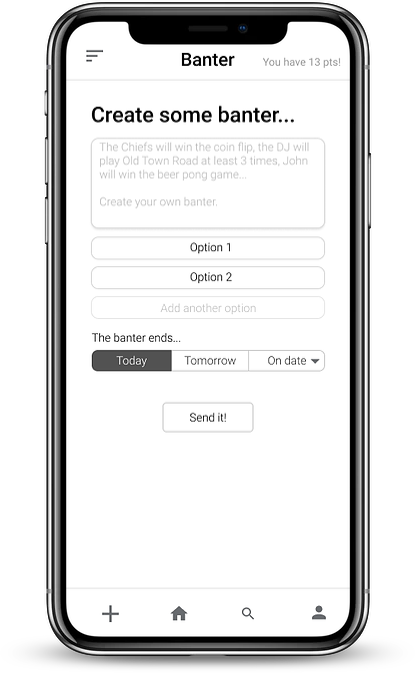 Banter
You have 13 pts!
Create some banter...
The Chiefs will win the coin flip, the DJ will
play Old Town Road at least 3 times, John
will win the beer pong game...
Create your own banter.
Option 1
Option 2
Add another option
The banter ends...
Today
Tomorrow
On date
Send it!